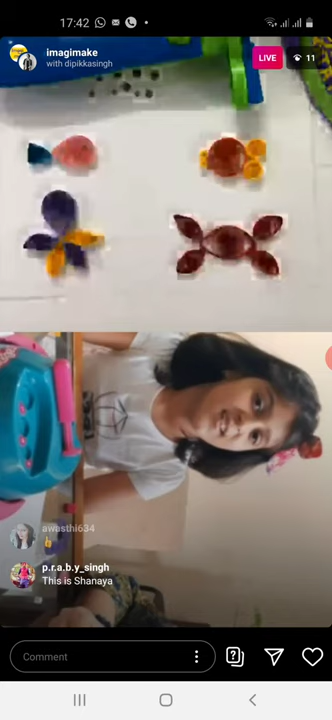 17:42
imagimake
with dipikkasingh
LIVE
11
awasthi634
p.r.a.b.y_singh
This is Shanaya
Comment